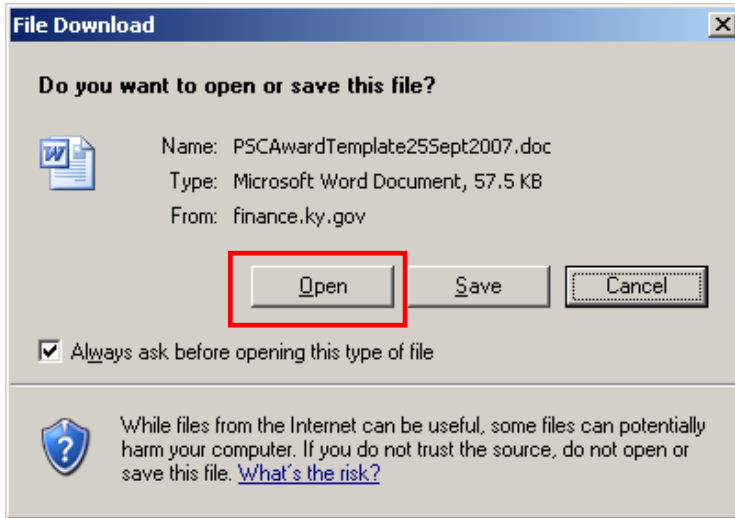 File Download
Do you want to open or save this file?
Name: PSCAwardTemplate25Sept2007.doc
Type: Microsoft Word Document, 57.5 KB
From: finance.ky.gov
Open Save Cancel
Always ask before opening this type of file
While files from the Internet can be useful, some files can potentially
harm your computer. If you do not trust the source, do not open or
save this file. What's the risk?